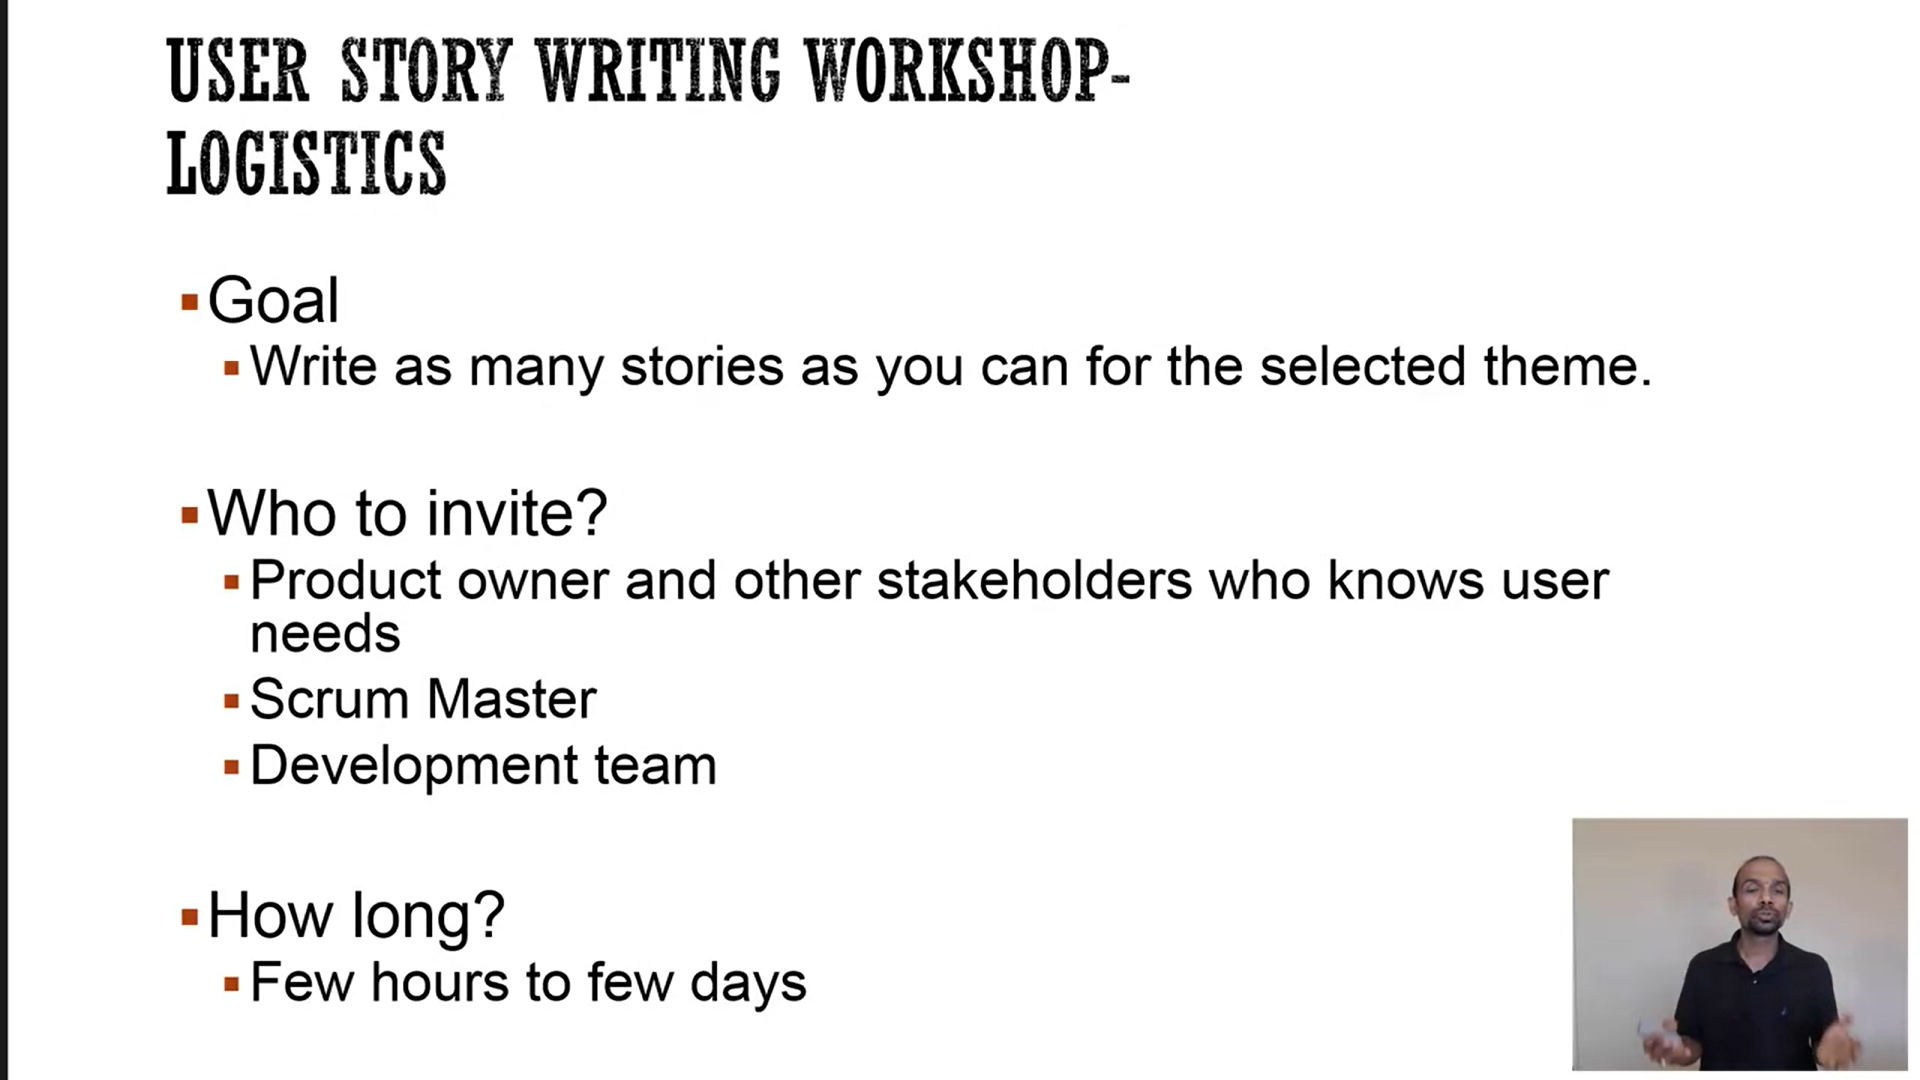 USER STORY WRITING WORKSHOP-
LOGISTICS
Goal
Write as many stories as you can for the selected theme.
Who to invite?
Product owner and other stakeholders who knows user
needs
Scrum Master
Development team
How long?
Few hours to few days